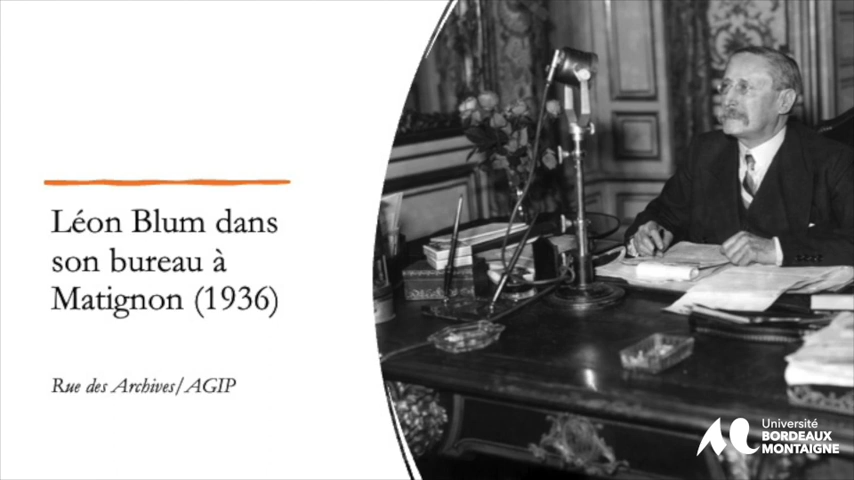 Léon Blum dans
son bureau à
Matignon (1936)
Rue des Archives/AGIP
Université
BORDEAUX
MONTAIGNE